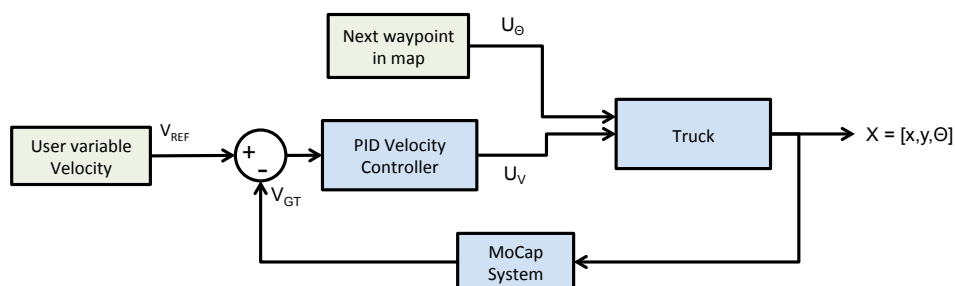 Next waypoint
in map
U_Θ
User variable
Velocity
V_REF
+
-
V_GT
PID Velocity
Controller
U_V
Truck
X = [x,y,Θ]
MoCap
System